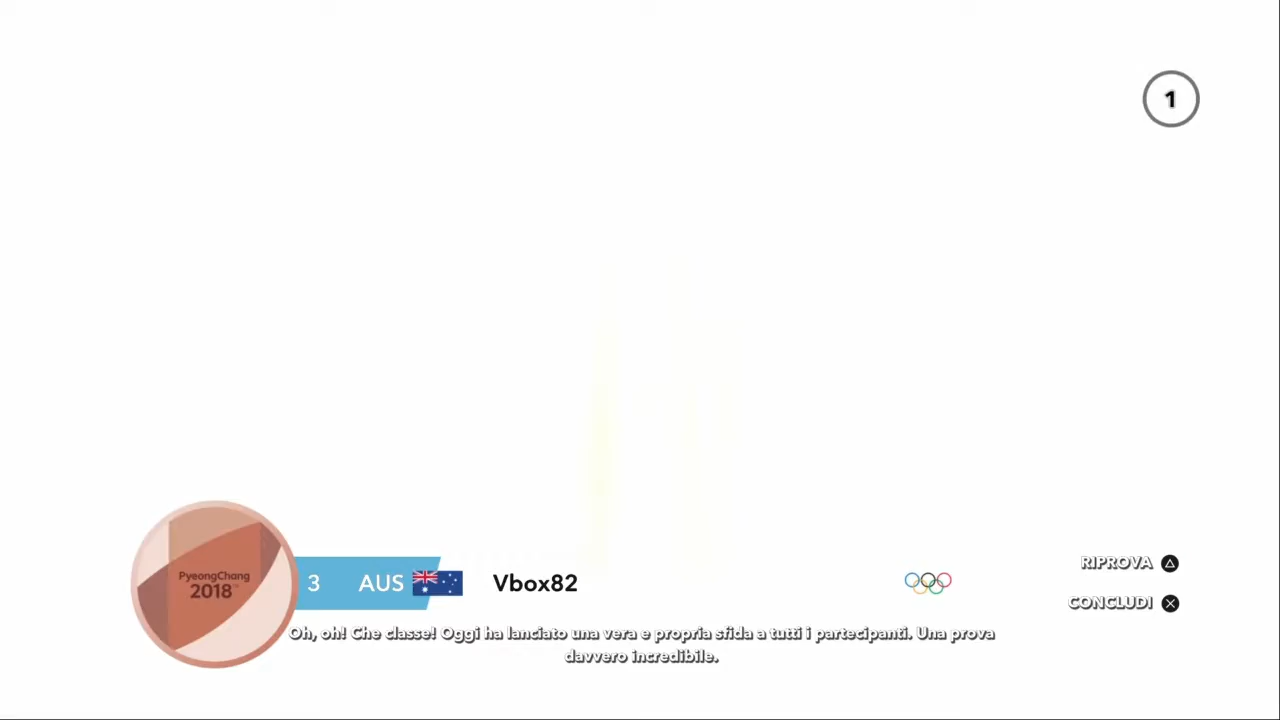 1
PyeongChang
2018
3 AUS Vbox82
RIPROVA
CONCLUDI
Oh, oh! Che classe! Oggi ha lanciato una vera e propria sfida a tutti i partecipanti. Una prova
davvero incredibile.